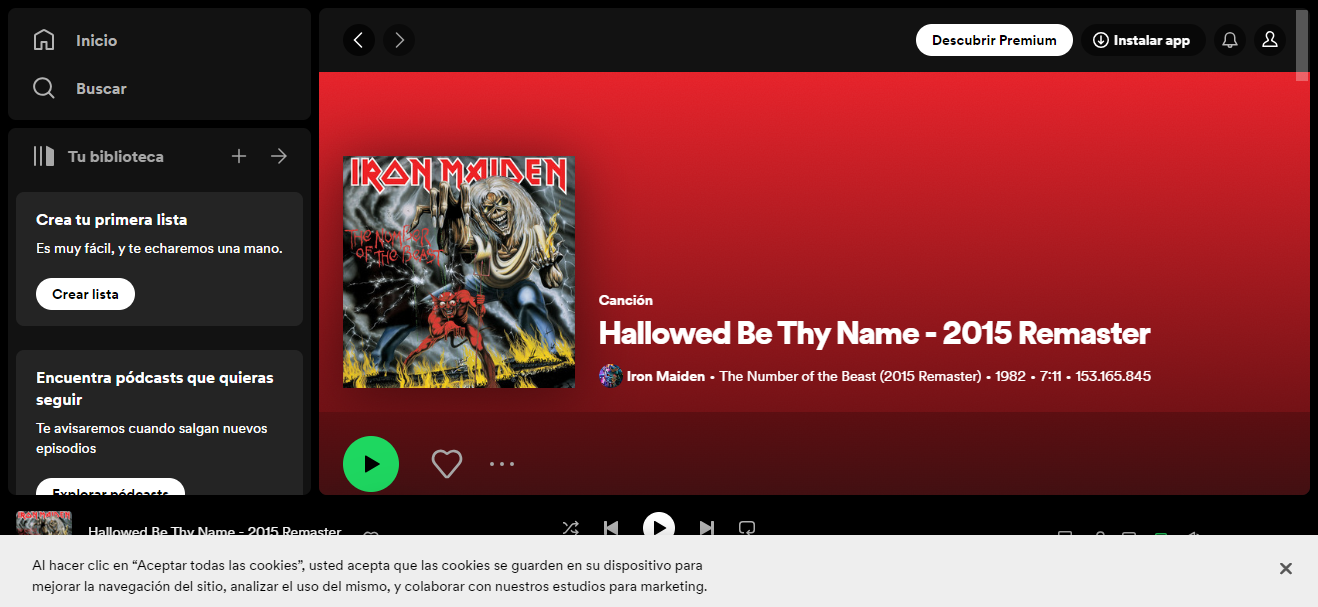 Inicio
Buscar
Tu biblioteca
Crea tu primera lista
Es muy fácil, y te echaremos una mano.
Crear lista
Encuentra pódcasts que quieras
seguir
Te avisaremos cuando salgan nuevos
episodios
Explorar pódcasts
Descubrir Premium
Instalar app
IRON MAIDEN
THE NUMBER
OF THE BEAST
Canción
Hallowed Be Thy Name - 2015 Remaster
Iron Maiden • The Number of the Beast (2015 Remaster) • 1982 • 7:11 • 153.165.845
Hallowed Be Thy Name - 2015 Remaster
Al hacer clic en “Aceptar todas las cookies”, usted acepta que las cookies se guarden en su dispositivo para
mejorar la navegación del sitio, analizar el uso del mismo, y colaborar con nuestros estudios para marketing.